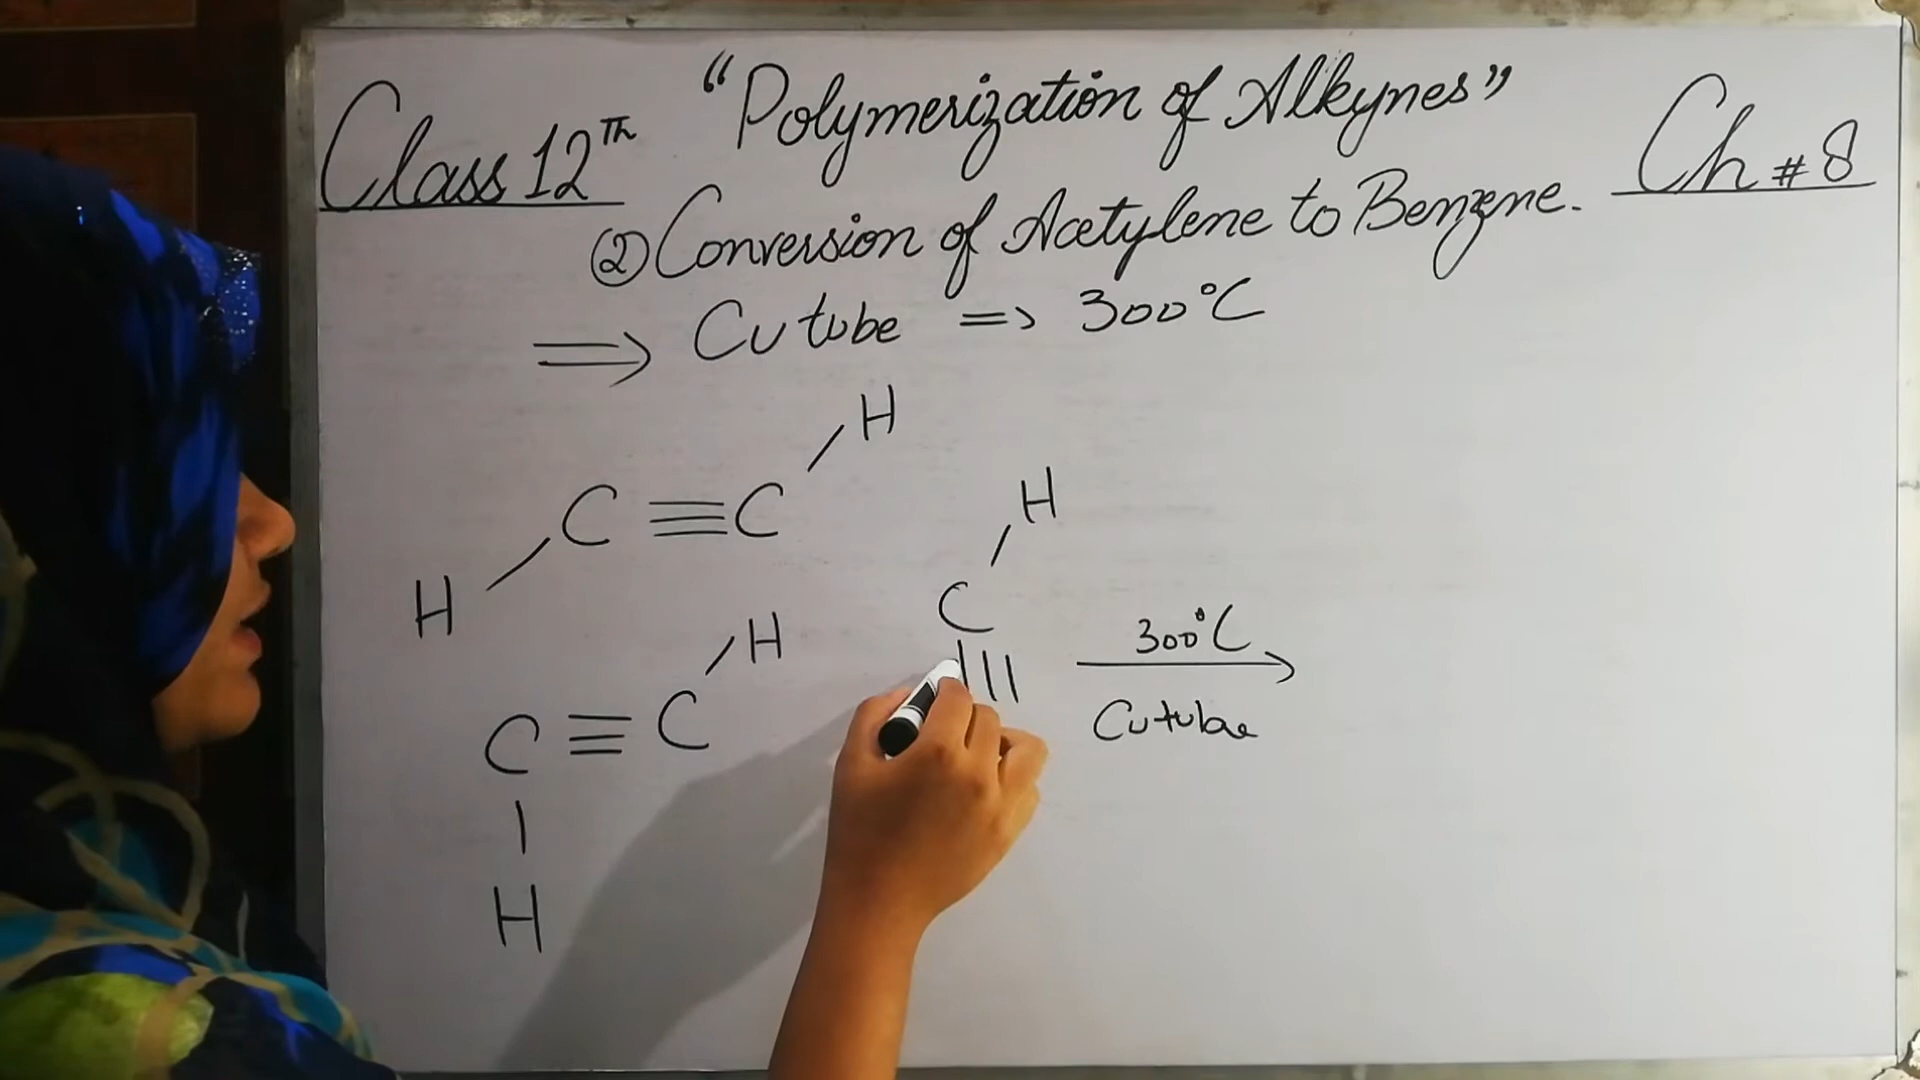 "Polymerization of Alkynes"
Class 12Th
Ch # 8
② Conversion of Acetylene to Benzene.
⇒ Cu tube => 300°C
H
C ≡ C
H
H
C
300°C
Cu tube
H
C ≡ C
H